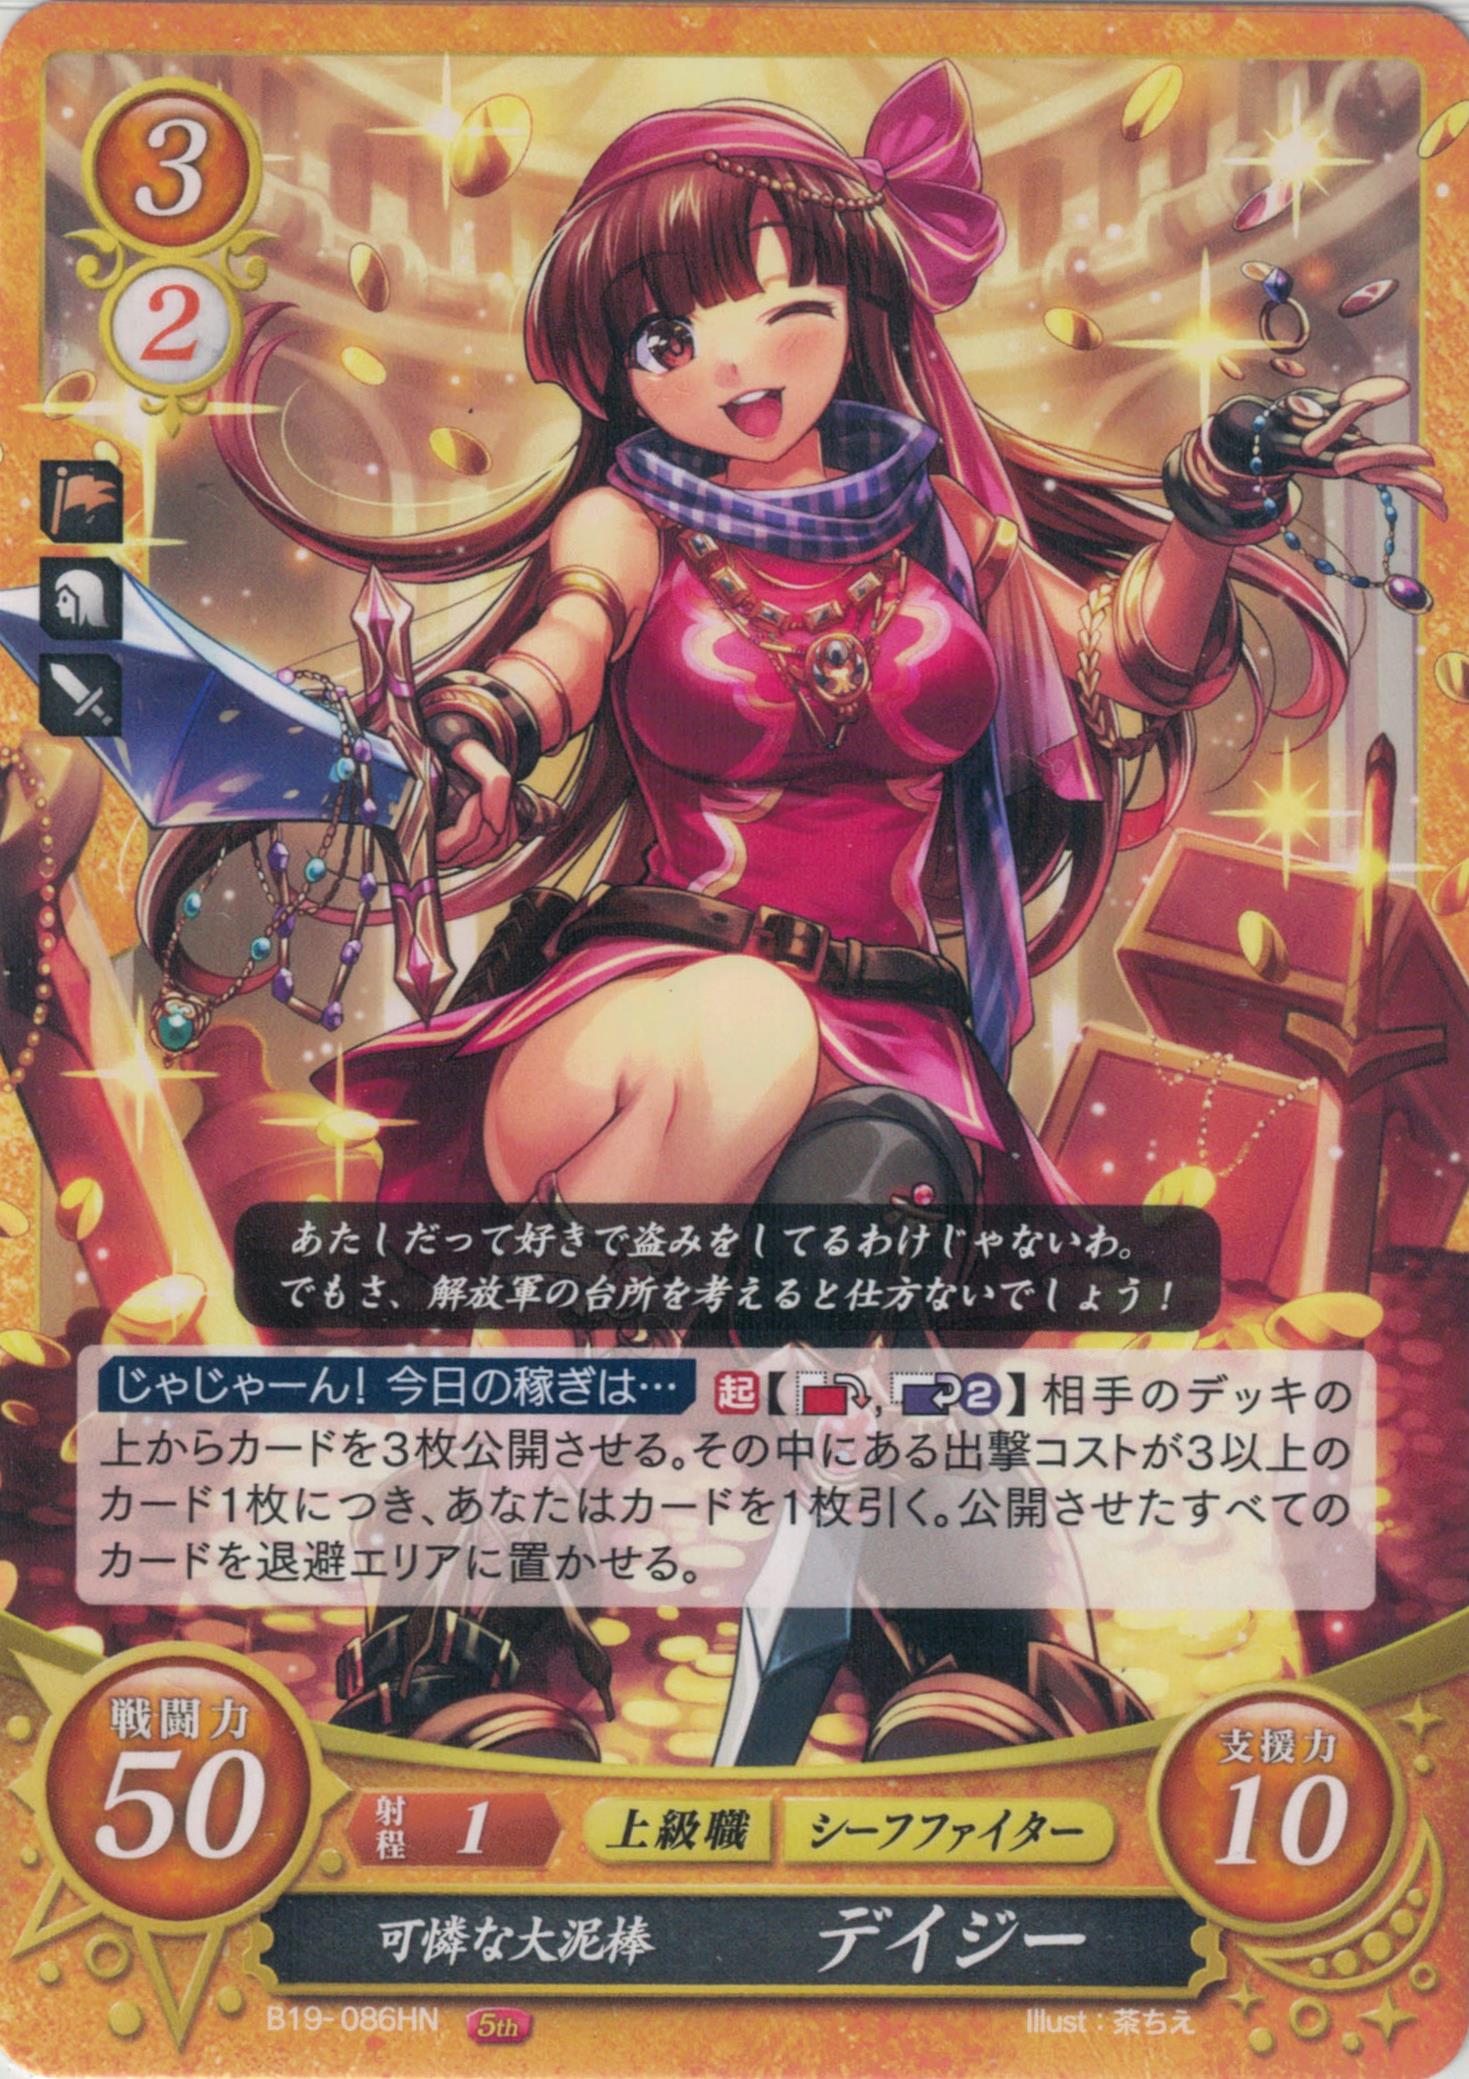 3
2
あたしだって好きで盗みをしてるわけじゃないわ。
でもさ、解放軍の台所を考えると仕方ないでしょう！
じゃじゃーん！今日の稼ぎは… 起【 , 2】相手のデッキの
上からカードを3枚公開させる。その中にある出撃コストが3以上の
カード1枚につき、あなたはカードを1枚引く。公開させたすべての
カードを退避エリアに置かせる。
戦闘力
50
射程 1
上級職 シーフファイター
支援力
10
可憐な大泥棒 デイジー
B19-086HN 5th Illust：茶ちえ